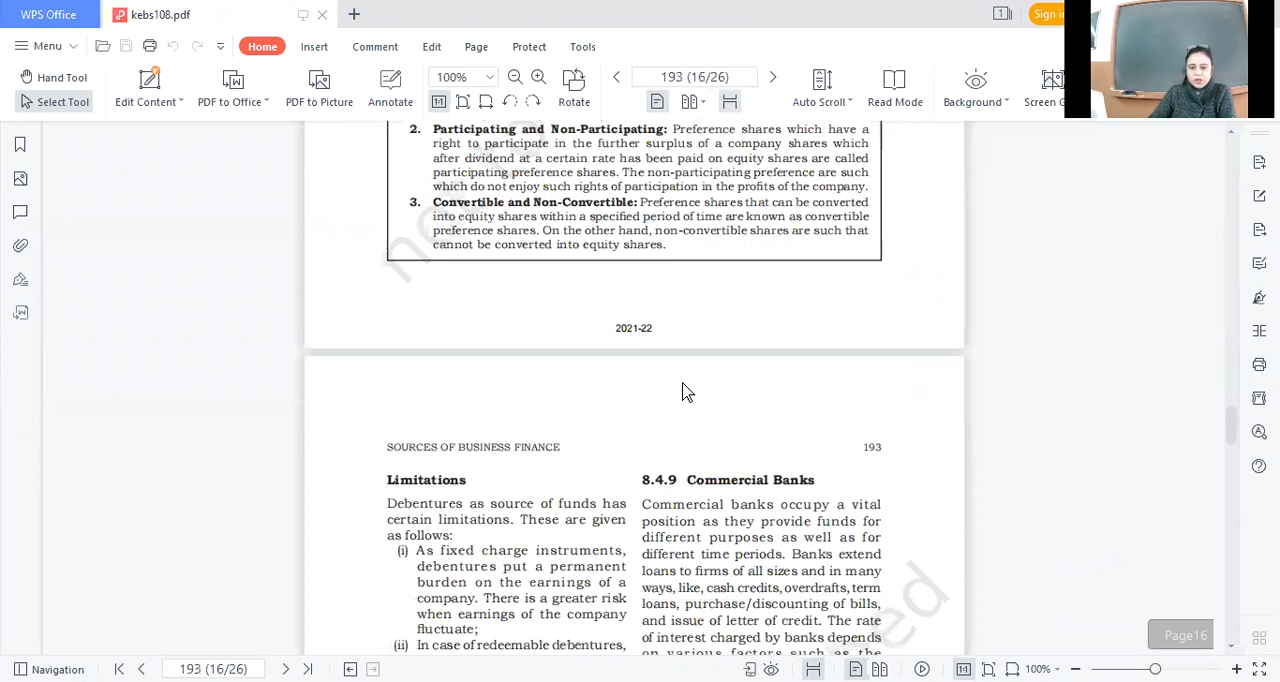 WPS Office
kebs108.pdf
1
Sign in
Menu
Home
Insert
Comment
Edit
Page
Protect
Tools
Hand Tool
Select Tool
Edit Content
PDF to Office
PDF to Picture
Annotate
100%
Rotate
193 (16/26)
Auto Scroll
Read Mode
Background
Screen G
2. Participating and Non-Participating: Preference shares which have a
right to participate in the further surplus of a company shares which
after dividend at a certain rate has been paid on equity shares are called
participating preference shares. The non-participating preference are such
which do not enjoy such rights of participation in the profits of the company.
3. Convertible and Non-Convertible: Preference shares that can be converted
into equity shares within a specified period of time are known as convertible
preference shares. On the other hand, non-convertible shares are such that
cannot be converted into equity shares.
2021-22
SOURCES OF BUSINESS FINANCE
193
Limitations
Debentures as source of funds has
certain limitations. These are given
as follows:
(i) As fixed charge instruments,
debentures put a permanent
burden on the earnings of a
company. There is a greater risk
when earnings of the company
fluctuate;
(ii) In case of redeemable debentures,
8.4.9 Commercial Banks
Commercial banks occupy a vital
position as they provide funds for
different purposes as well as for
different time periods. Banks extend
loans to firms of all sizes and in many
ways, like, cash credits, overdrafts, term
loans, purchase/discounting of bills,
and issue of letter of credit. The rate
of interest charged by banks depends
on various factors such as the
Page16
Navigation
193 (16/26)
100%